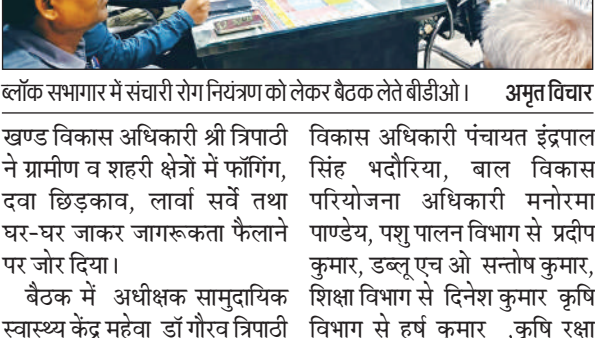 ब्लॉक सभागार में संचारी रोग नियंत्रण को लेकर बैठक लेते बीडीओ। अमृत विचार
खण्ड विकास अधिकारी श्री त्रिपाठी
ने ग्रामीण व शहरी क्षेत्रों में फॉगिंग,
दवा छिड़काव, लार्वा सर्वे तथा
घर-घर जाकर जागरूकता फैलाने
पर जोर दिया।
बैठक में अधीक्षक सामुदायिक
स्वास्थ्य केंद्र महेवा डॉ गौरव त्रिपाठी
विकास अधिकारी पंचायत इंद्रपाल
सिंह भदौरिया, बाल विकास
परियोजना अधिकारी मनोरमा
पाण्डेय, पशु पालन विभाग से प्रदीप
कुमार, डब्लू एच ओ सन्तोष कुमार,
शिक्षा विभाग से दिनेश कुमार कृषि
विभाग से हर्ष कुमार ,कृषि रक्षा